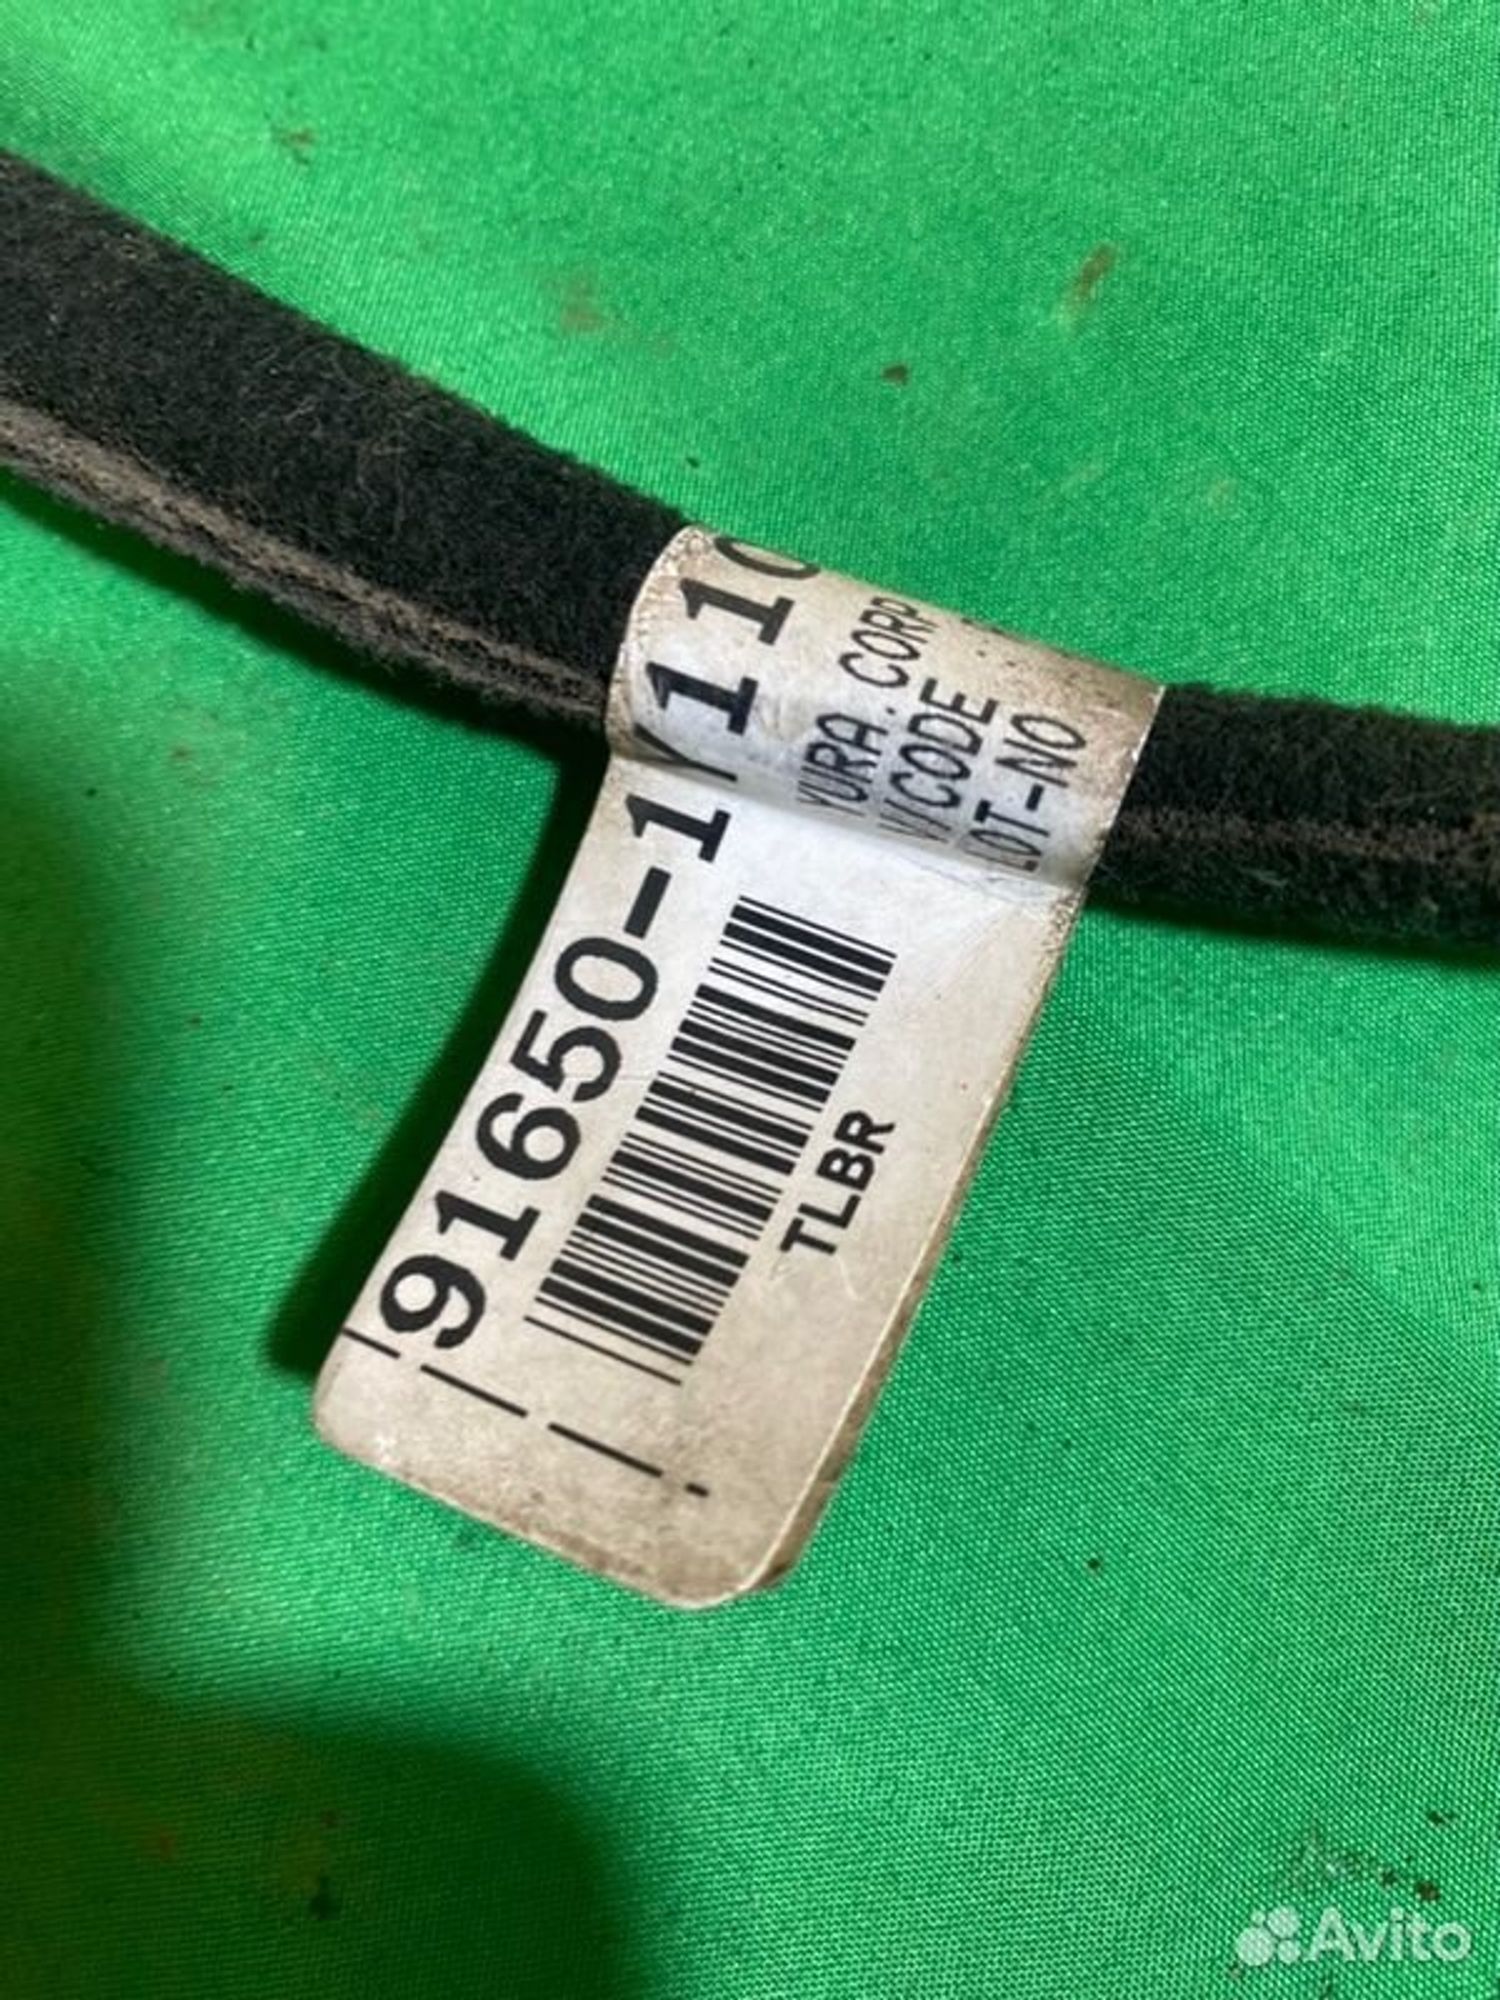 91650-1Y110
YURA.CORP
V/CODE
LOT-NO
TLBR
Avito